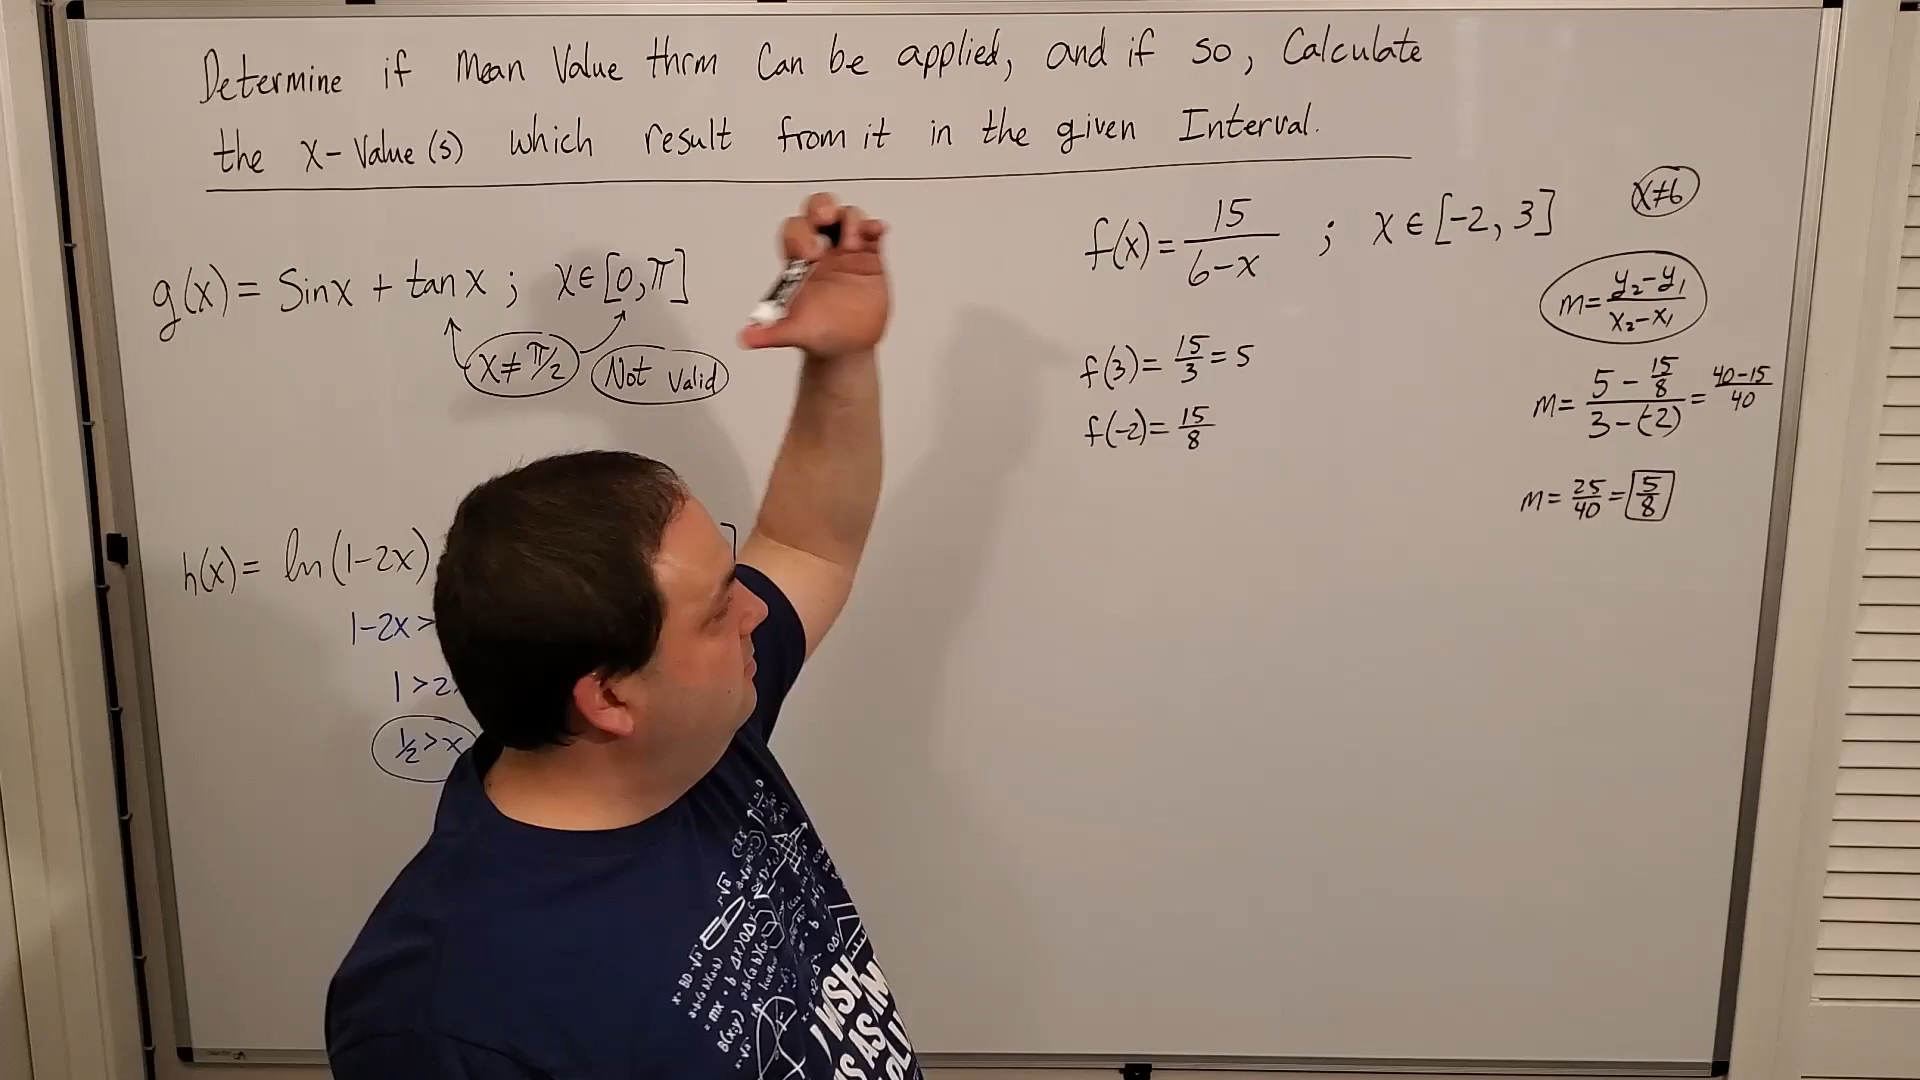 Determine if Mean Value thrm Can be applied, and if so, Calculate
the x-Value(s) which result from it in the given Interval.
g(x) = Sinx + tanx ; x∈[0,π]
x≠π/2
Not valid
h(x) = ln(1-2x)
1-2x>
1>2
½>x
f(x) = 15/(6-x) ; x∈[-2,3]
x≠6
m = (y₂-y₁)/(x₂-x₁)
f(3) = 15/3 = 5
f(-2) = 15/8
m = (5 - 15/8)/(3-(-2)) = (40-15)/40
m = 25/40 = 5/8
I WISH